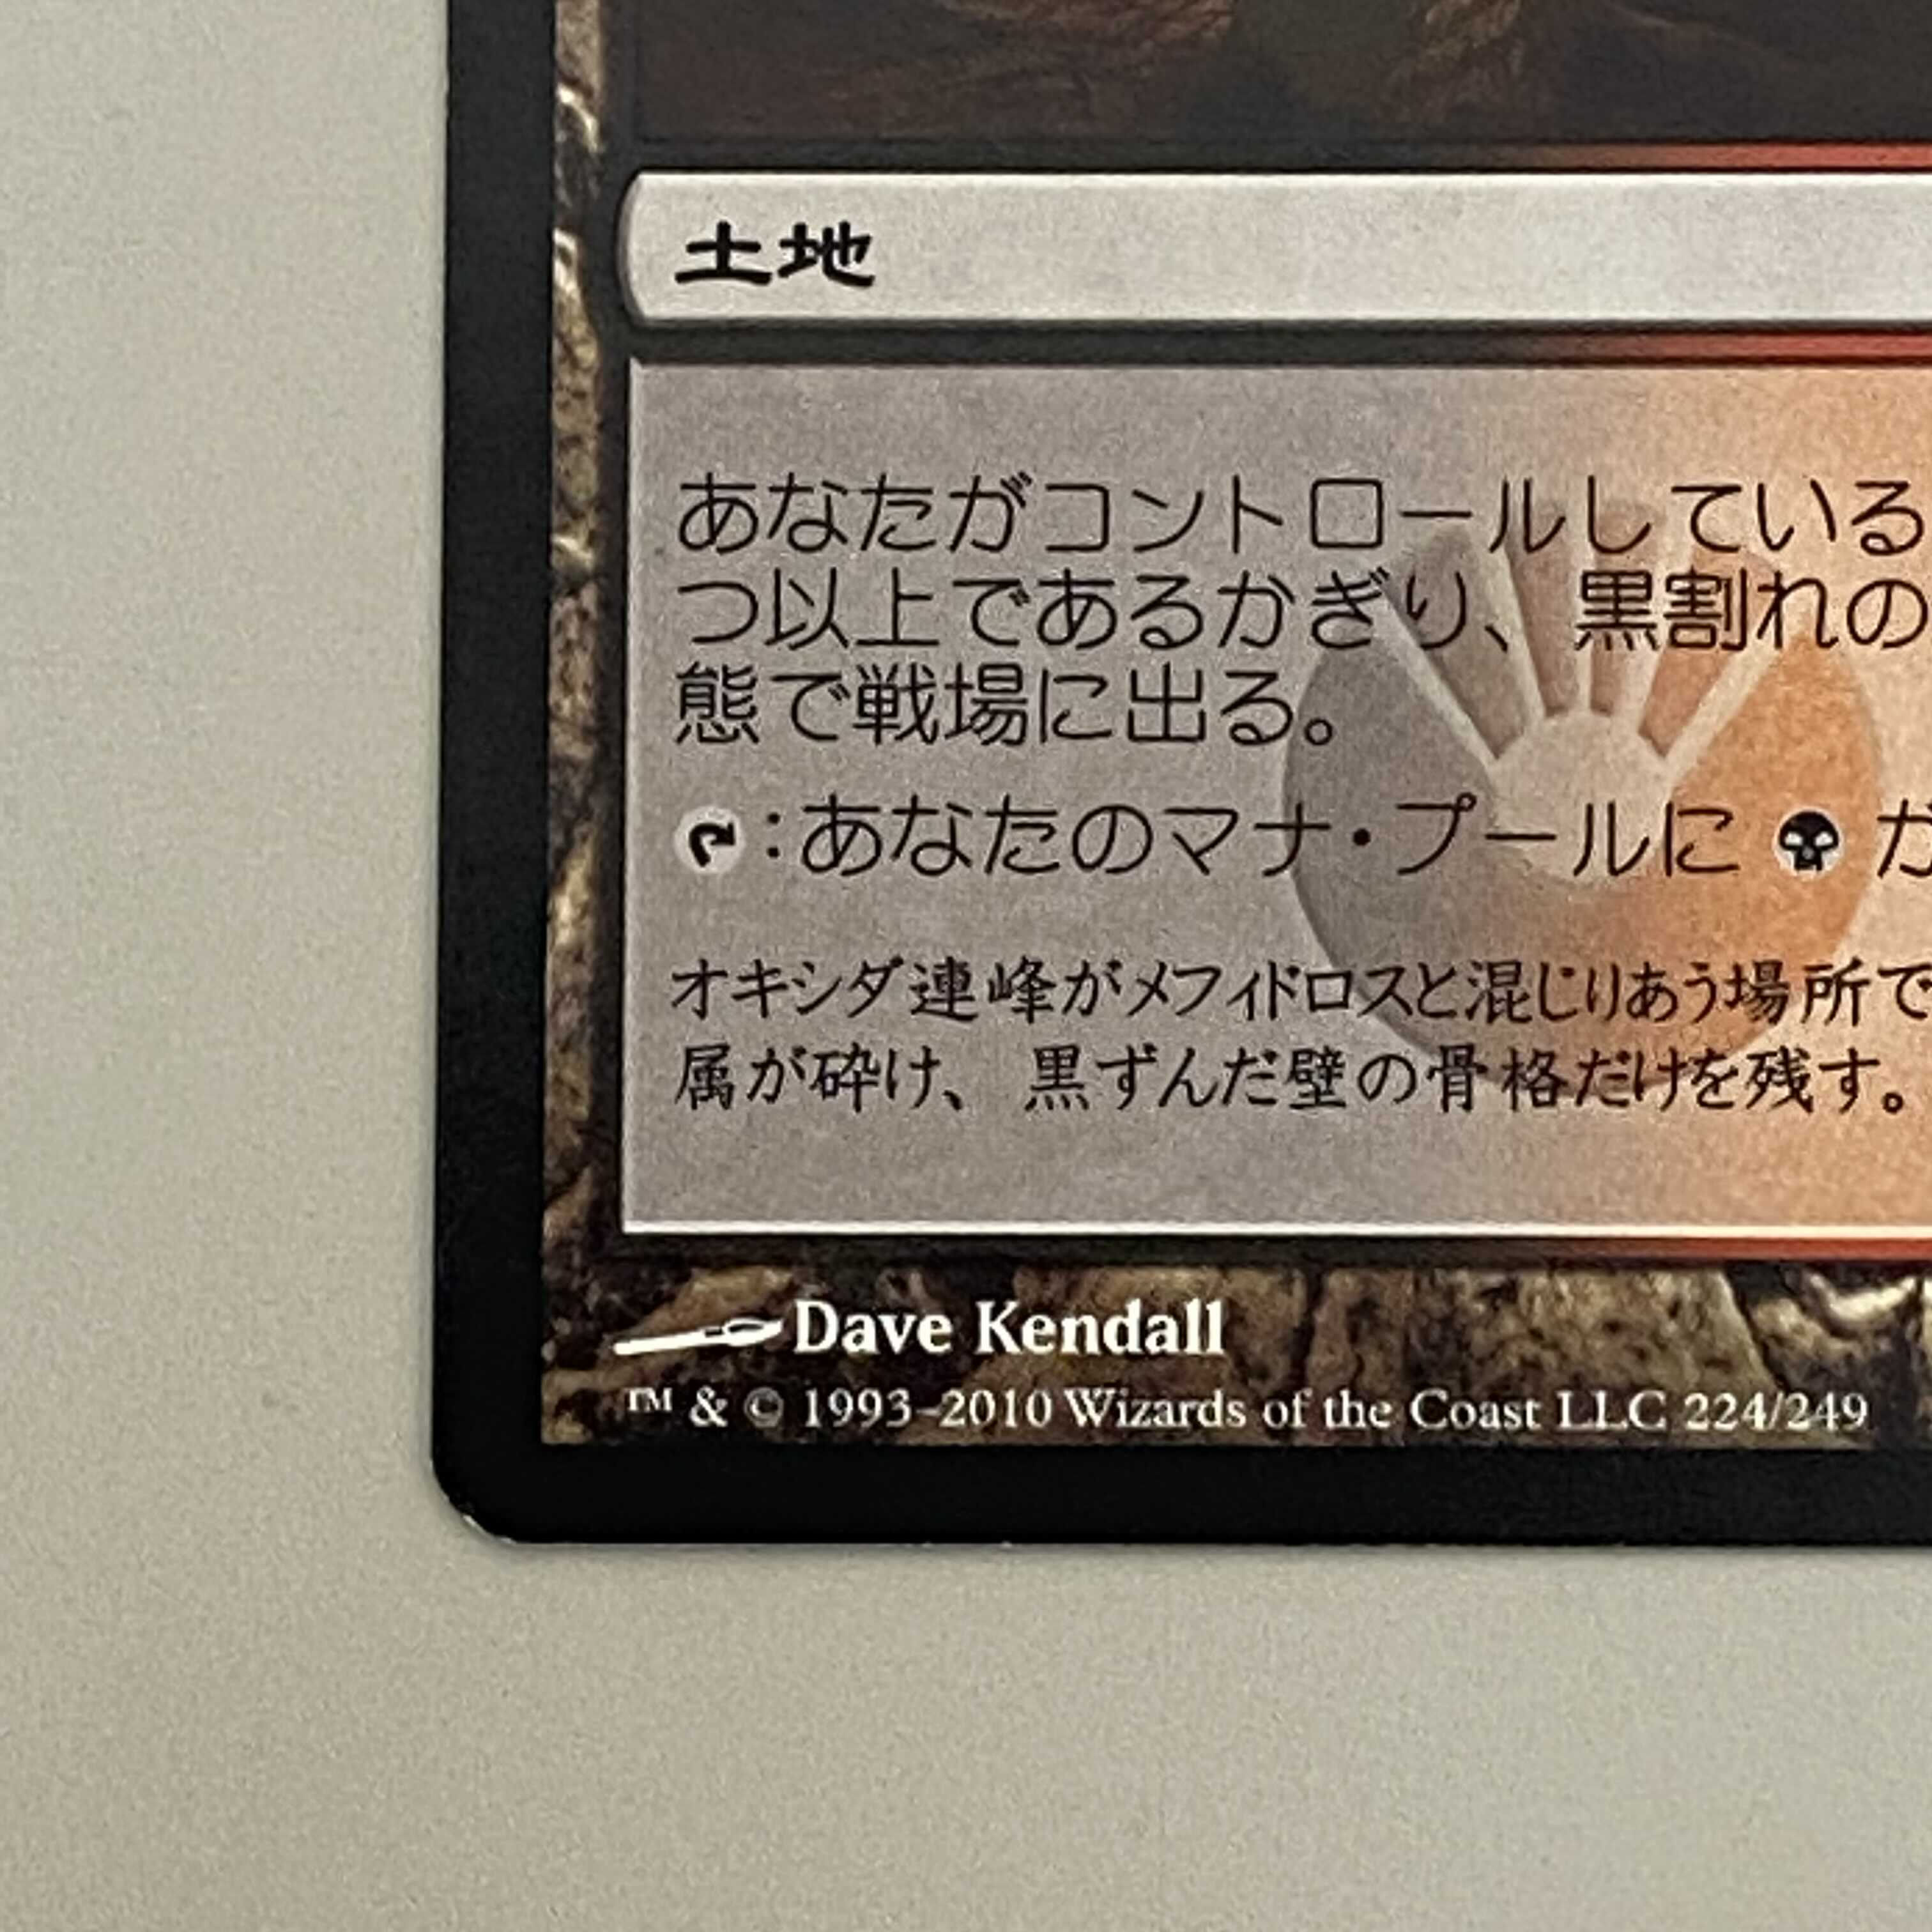 土地
あなたがコントロールしている
つ以上であるかぎり、黒割れの
態で戦場に出る。
:あなたのマナ・プールに か
オキシダ連峰がメフィドロスと混じりあう場所で
属が砕け、黒ずんだ壁の骨格だけを残す。
Dave Kendall
™ & © 1993–2010 Wizards of the Coast LLC 224/249